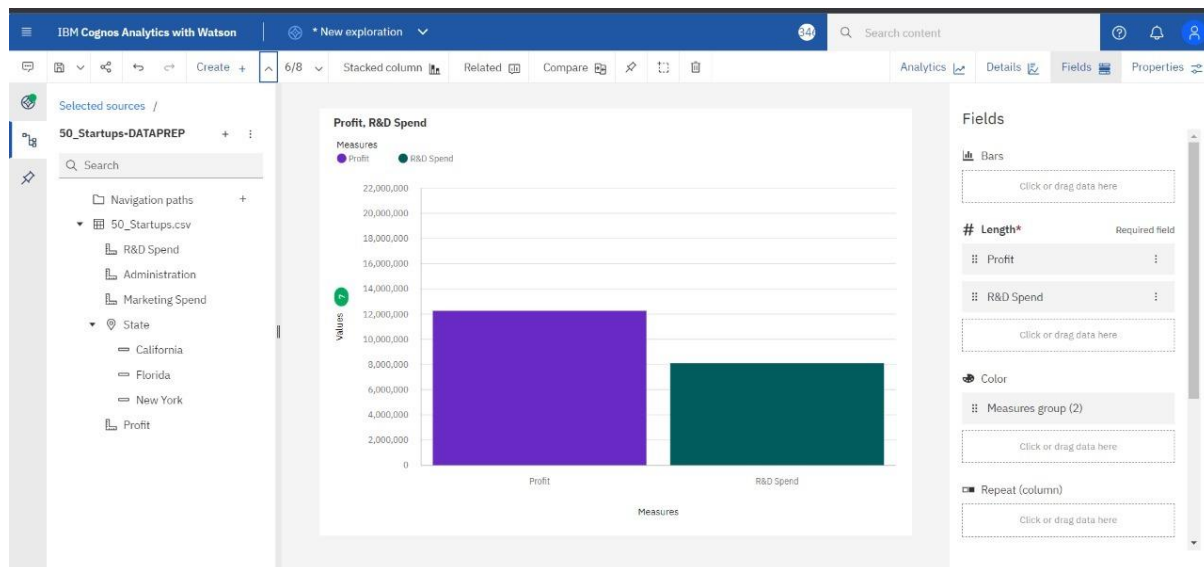 IBM Cognos Analytics with Watson
* New exploration
Search content
Create +
6/8
Stacked column
Related
Compare
Analytics
Details
Fields
Properties
Selected sources /
50_Startups-DATAPREP
Search
Navigation paths
50_Startups.csv
R&D Spend
Administration
Marketing Spend
State
California
Florida
New York
Profit
Profit, R&D Spend
Measures
Profit
R&D Spend
22,000,000
20,000,000
18,000,000
16,000,000
14,000,000
12,000,000
10,000,000
8,000,000
6,000,000
4,000,000
2,000,000
0
Values
7
Profit
R&D Spend
Measures
Fields
Bars
Click or drag data here
# Length* Required field
Profit
R&D Spend
Click or drag data here
Color
Measures group (2)
Click or drag data here
Repeat (column)
Click or drag data here